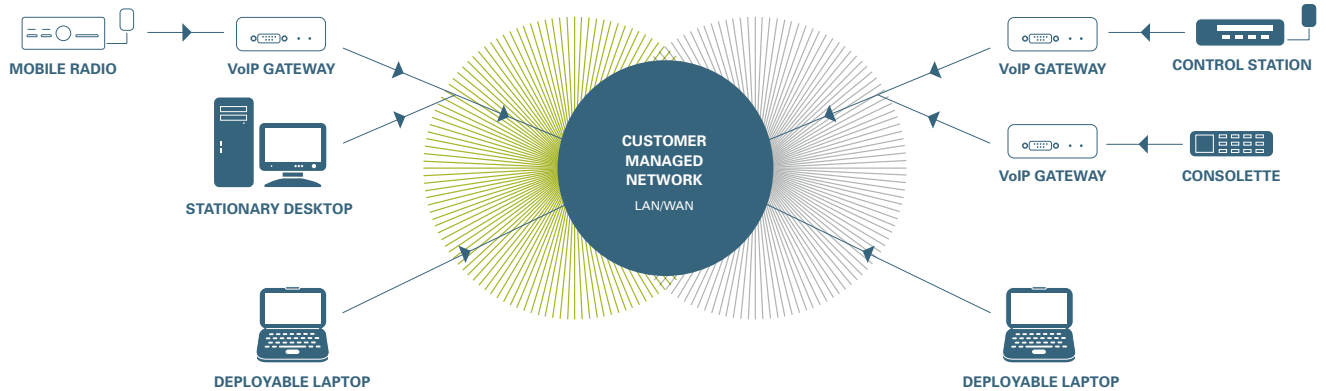 MOBILE RADIO
VoIP GATEWAY
VoIP GATEWAY
CONTROL STATION
STATIONARY DESKTOP
CUSTOMER
MANAGED
NETWORK
LAN/WAN
VoIP GATEWAY
CONSOLETTE
DEPLOYABLE LAPTOP
DEPLOYABLE LAPTOP